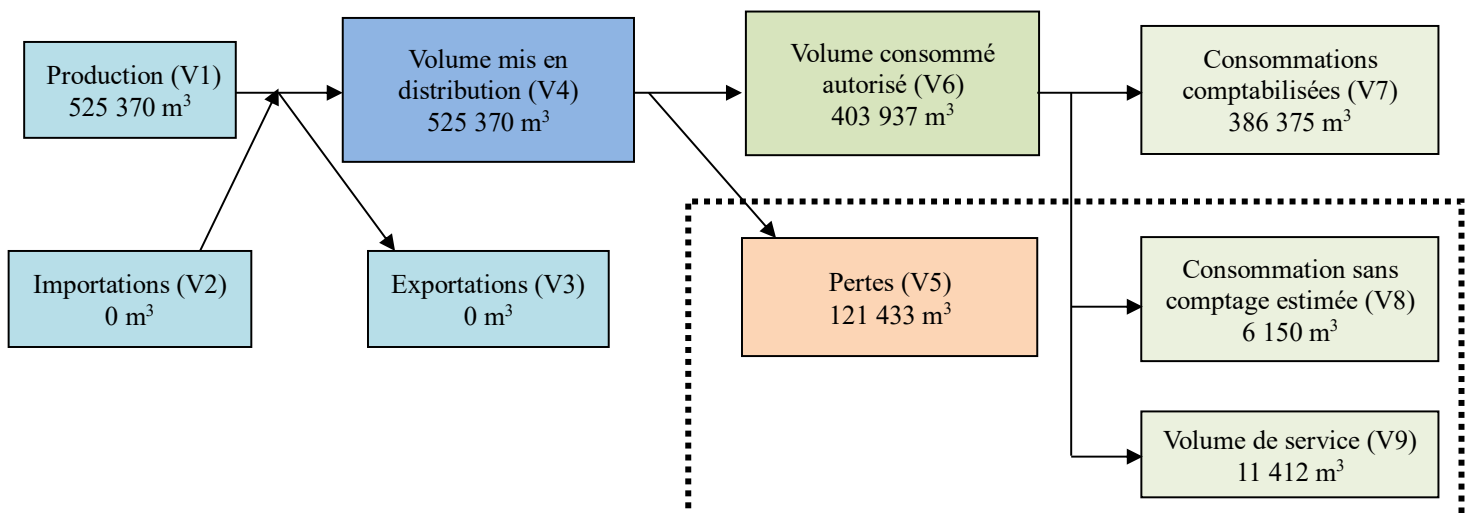 Production (V1)
525 370 m³
Volume mis en
distribution (V4)
525 370 m³
Volume consommé
autorisé (V6)
403 937 m³
Consommations
comptabilisées (V7)
386 375 m³
Importations (V2)
0 m³
Exportations (V3)
0 m³
Pertes (V5)
121 433 m³
Consommation sans
comptage estimée (V8)
6 150 m³
Volume de service (V9)
11 412 m³